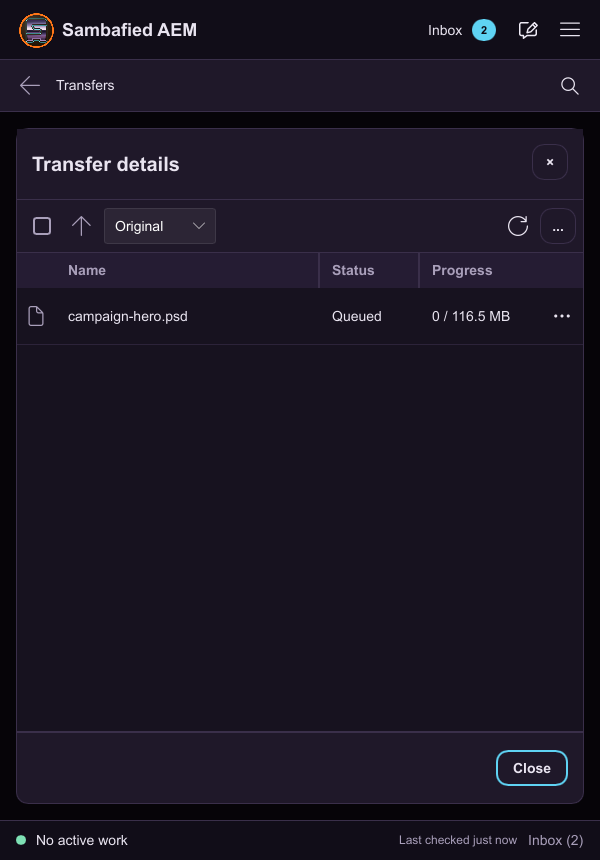 Sambafied AEM
Inbox 2
Transfers
Transfer details
×
Original
...
Name Status Progress
campaign-hero.psd Queued 0 / 116.5 MB
Close
No active work Last checked just now Inbox (2)